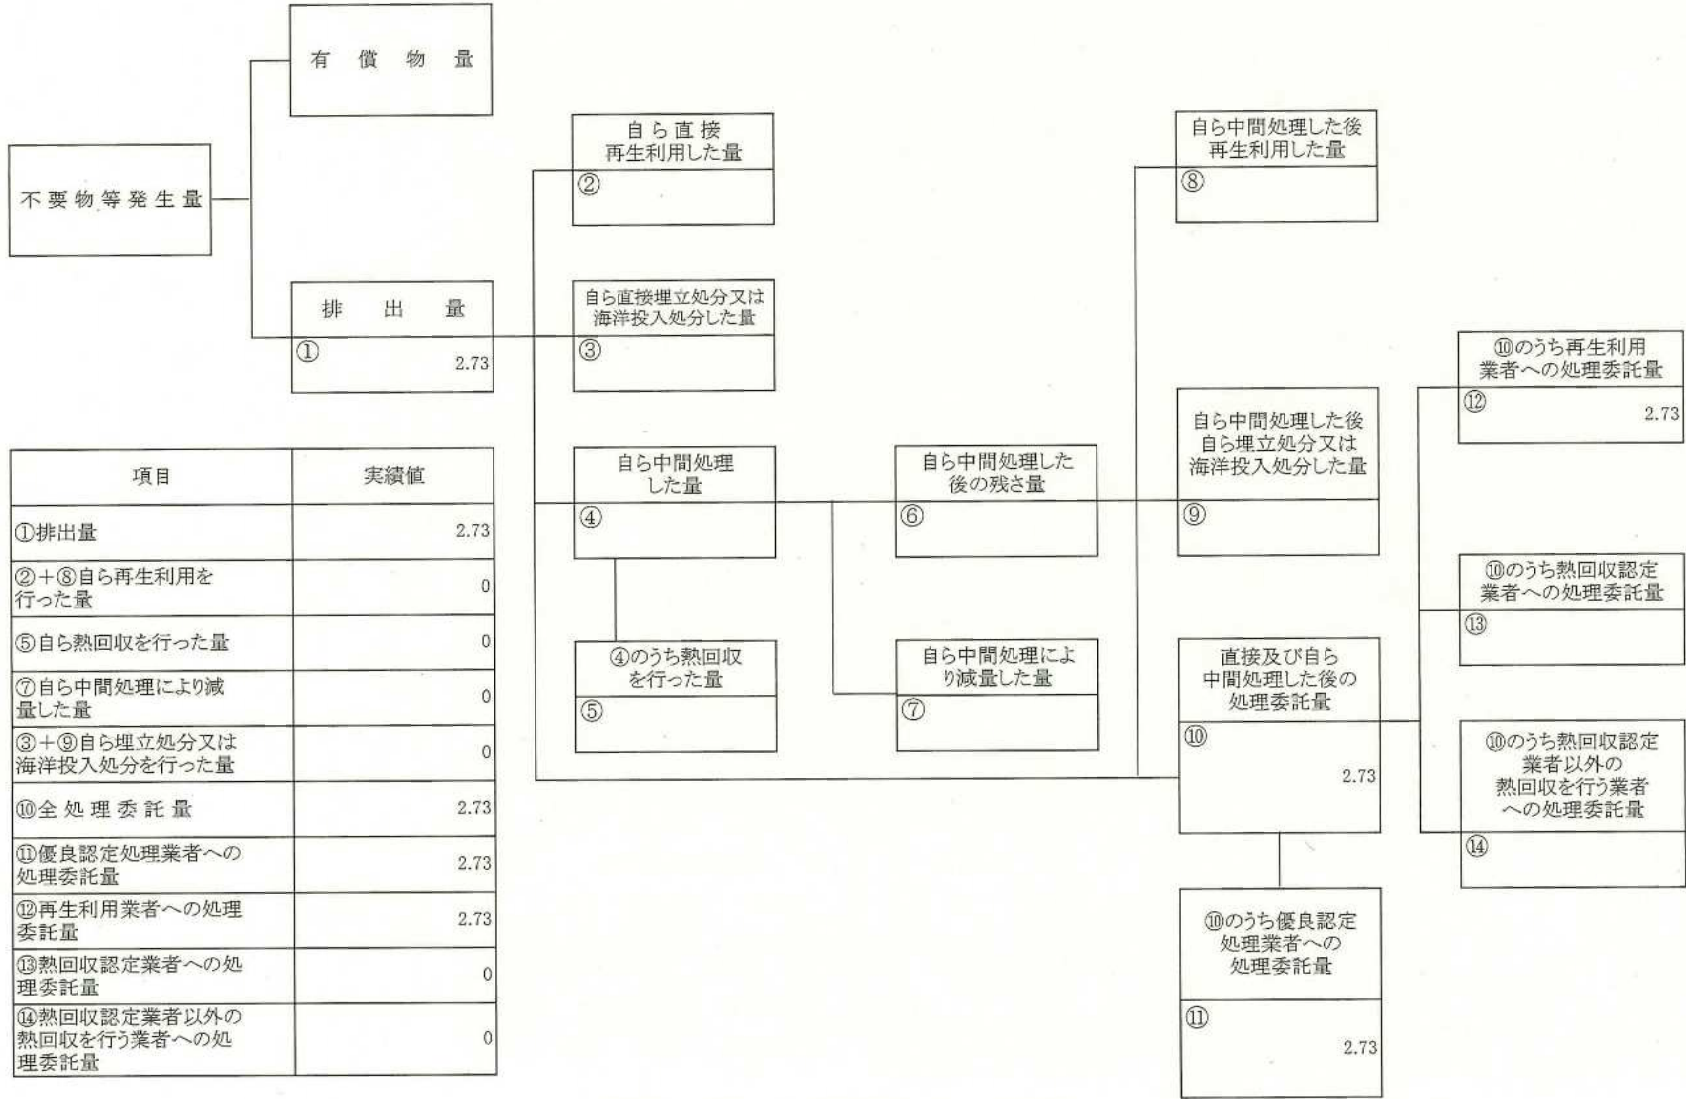 有償物量
不要物等発生量
排出量
①
2.73
自ら直接
再生利用した量
②
自ら直接埋立処分又は
海洋投入処分した量
③
自ら中間処理
した量
④
④のうち熱回収
を行った量
⑤
自ら中間処理した
後の残さ量
⑥
自ら中間処理によ
り減量した量
⑦
自ら中間処理した後
再生利用した量
⑧
自ら中間処理した後
自ら埋立処分又は
海洋投入処分した量
⑨
直接及び自ら
中間処理した後の
処理委託量
⑩
2.73
⑩のうち優良認定
処理業者への
処理委託量
⑪
2.73
⑩のうち再生利用
業者への処理委託量
⑫
2.73
⑩のうち熱回収認定
業者への処理委託量
⑬
⑩のうち熱回収認定
業者以外の
熱回収を行う業者
への処理委託量
⑭
項目 実績値
①排出量 2.73
②+⑧自ら再生利用を
行った量 0
⑤自ら熱回収を行った量 0
⑦自ら中間処理により減
量した量 0
③+⑨自ら埋立処分又は
海洋投入処分を行った量 0
⑩全処理委託量 2.73
⑪優良認定処理業者への
処理委託量 2.73
⑫再生利用業者への処理
委託量 2.73
⑬熱回収認定業者への処
理委託量 0
⑭熱回収認定業者以外の
熱回収を行う業者への処
理委託量 0